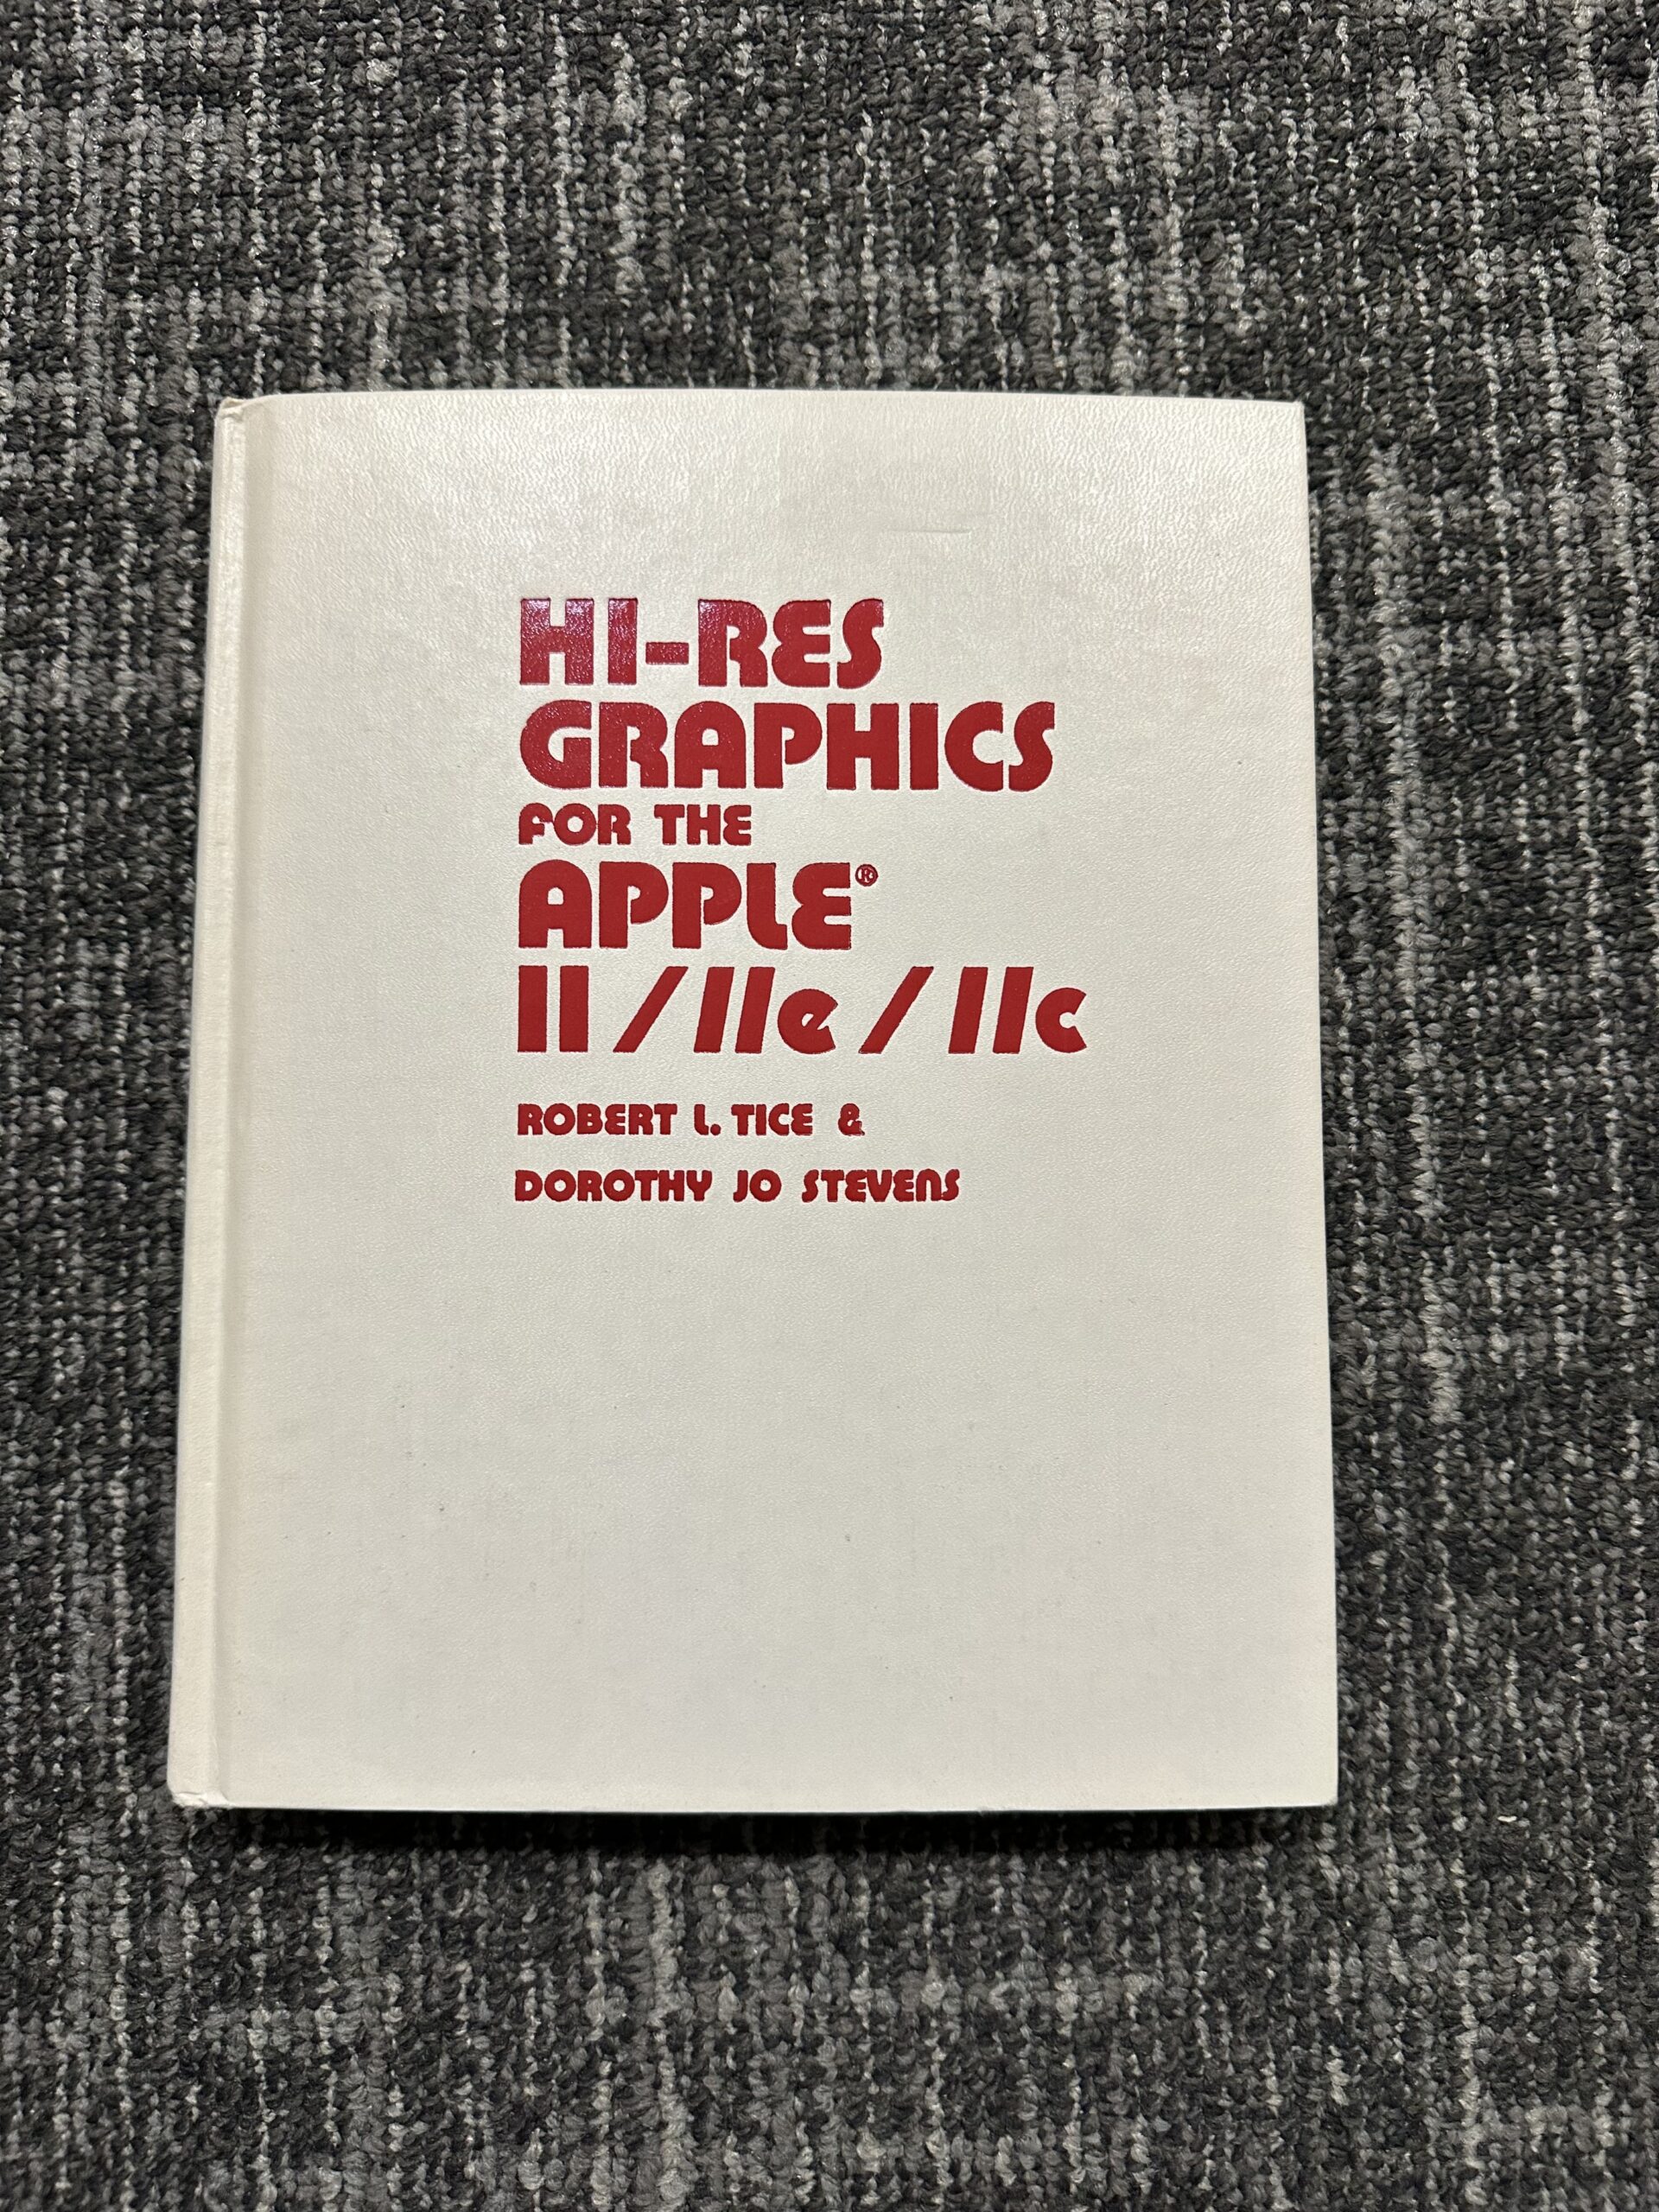 HI-RES
GRAPHICS
FOR THE
APPLE®
II/IIe/IIc
ROBERT L. TICE &
DOROTHY JO STEVENS